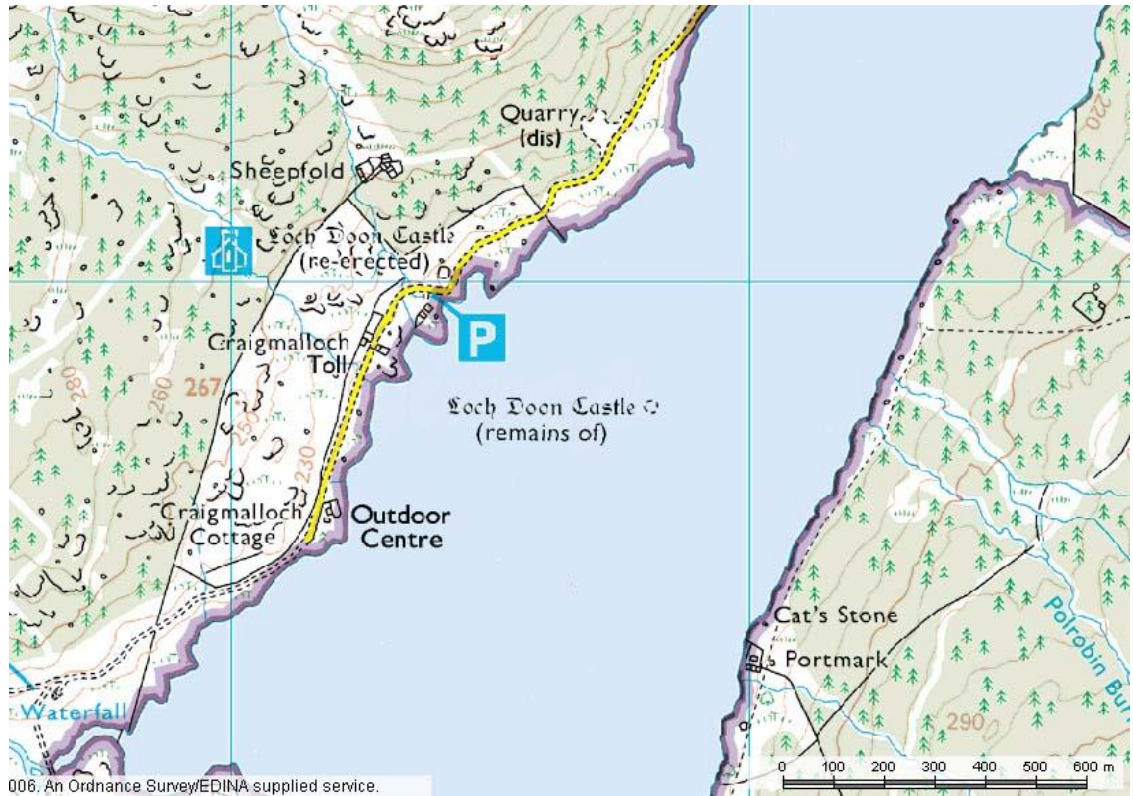 Quarry
(dis)
220
Sheepfold
Loch Doon Castle
(re-erected)
P
Craigmalloch
Toll
280
260
267
250
230
Loch Doon Castle
(remains of)
Craigmalloch
Cottage
Outdoor
Centre
Cat's Stone
Portmark
Polrobin Burn
Waterfall
290
0 100 200 300 400 500 600 m
006. An Ordnance Survey/EDINA supplied service.